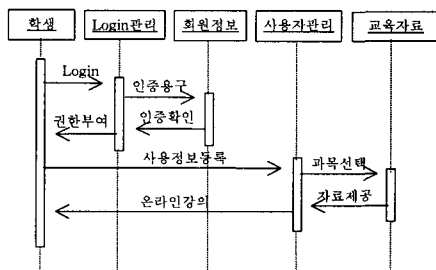 학생 Login관리 회원정보 사용자관리 교육자료
Login
인증용구
권한부여 인증확인
사용정보등록 과목선택
온라인강의 자료제공